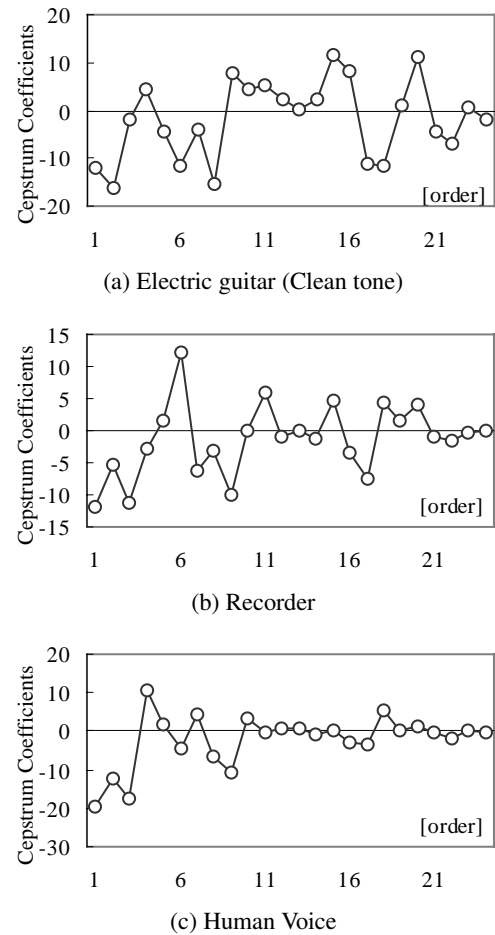 Cepstrum Coefficients
20
10
0
-10
-20
[order]
1 6 11 16 21
(a) Electric guitar (Clean tone)
Cepstrum Coefficients
15
10
5
0
-5
-10
-15
[order]
1 6 11 16 21
(b) Recorder
Cepstrum Coefficients
20
10
0
-10
-20
-30
[order]
1 6 11 16 21
(c) Human Voice